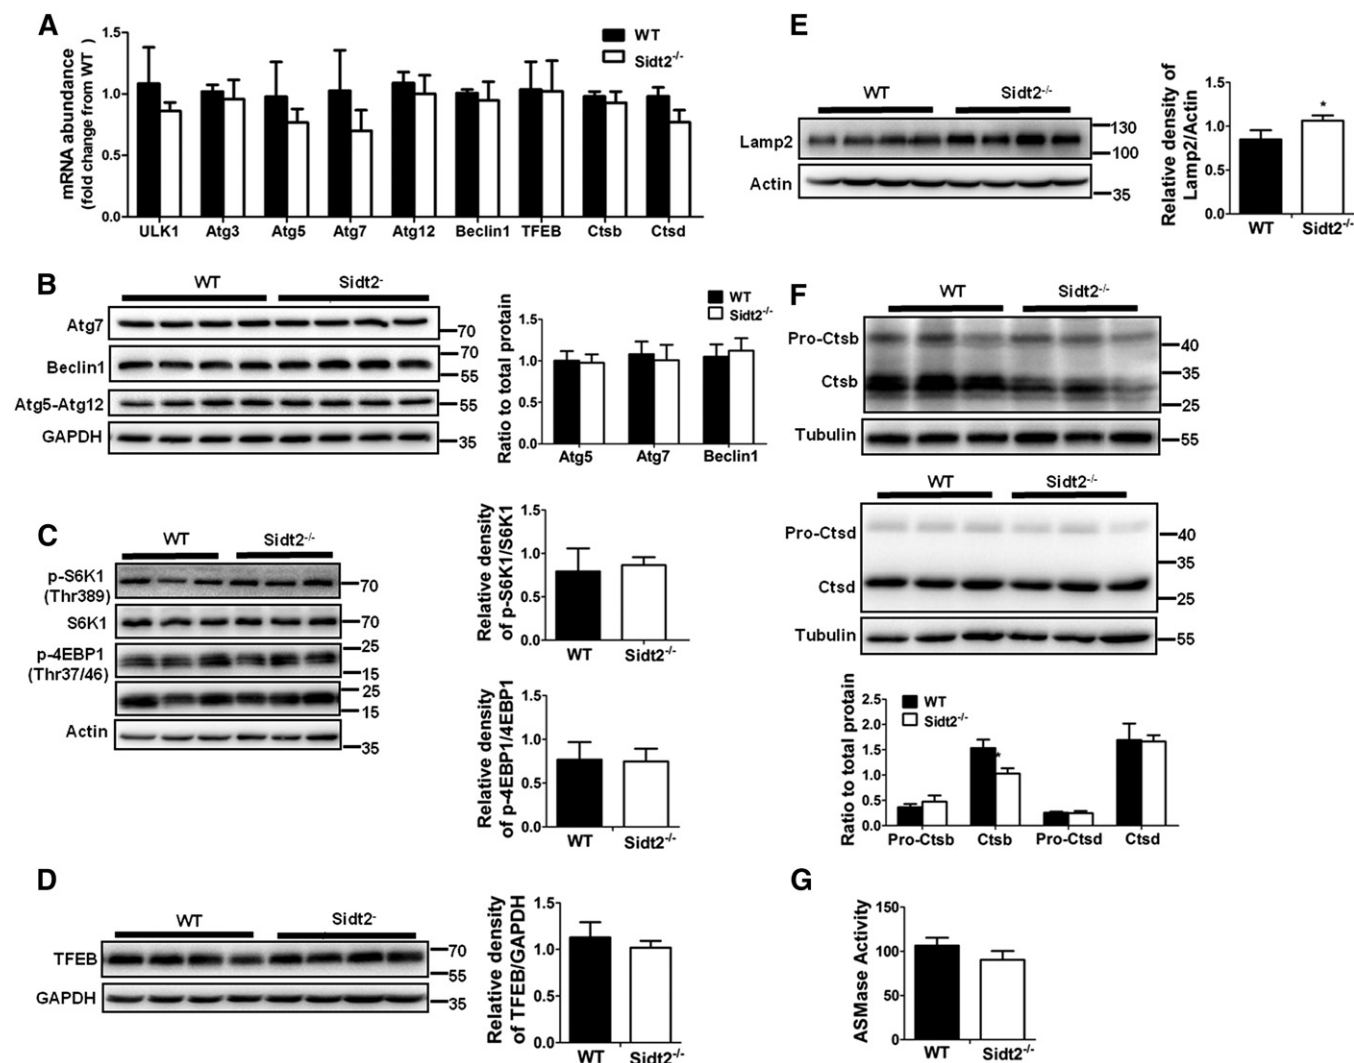 A
mRNA abundance
(fold change from WT )
1.5
1.0
0.5
0.0
WT
Sidt2-/-
ULK1 Atg3 Atg5 Atg7 Atg12 Beclin1 TFEB Ctsb Ctsd
B
WT Sidt2-
Atg7
70
Beclin1
70
55
Atg5-Atg12
55
GAPDH
35
Ratio to total protain
1.5
1.0
0.5
0.0
WT
Sidt2-/-
Atg5 Atg7 Beclin1
C
WT Sidt2-/-
p-S6K1
(Thr389)
70
S6K1
70
p-4EBP1
(Thr37/46)
25
15
25
15
Actin
35
Relative density
of p-S6K1/S6K1
1.5
1.0
0.5
0.0
WT Sidt2-/-
Relative density
of p-4EBP1/4EBP1
1.5
1.0
0.5
0.0
WT Sidt2-/-
D
WT Sidt2-
TFEB
70
55
GAPDH
35
Relative density
of TFEB/GAPDH
1.5
1.0
0.5
0.0
WT Sidt2-/-
E
WT Sidt2-/-
Lamp2
130
100
Actin
35
Relative density of
Lamp2/Actin
1.5
1.0
0.5
0.0
*
WT Sidt2-/-
F
WT Sidt2-/-
Pro-Ctsb
40
Ctsb
35
25
Tubulin
55
WT Sidt2-/-
Pro-Ctsd
40
35
Ctsd
25
Tubulin
55
Ratio to total protain
2.5
2.0
1.5
1.0
0.5
0.0
WT
Sidt2-/-
*
Pro-Ctsb Ctsb Pro-Ctsd Ctsd
G
ASMase Activity
150
100
50
0
WT Sidt2-/-